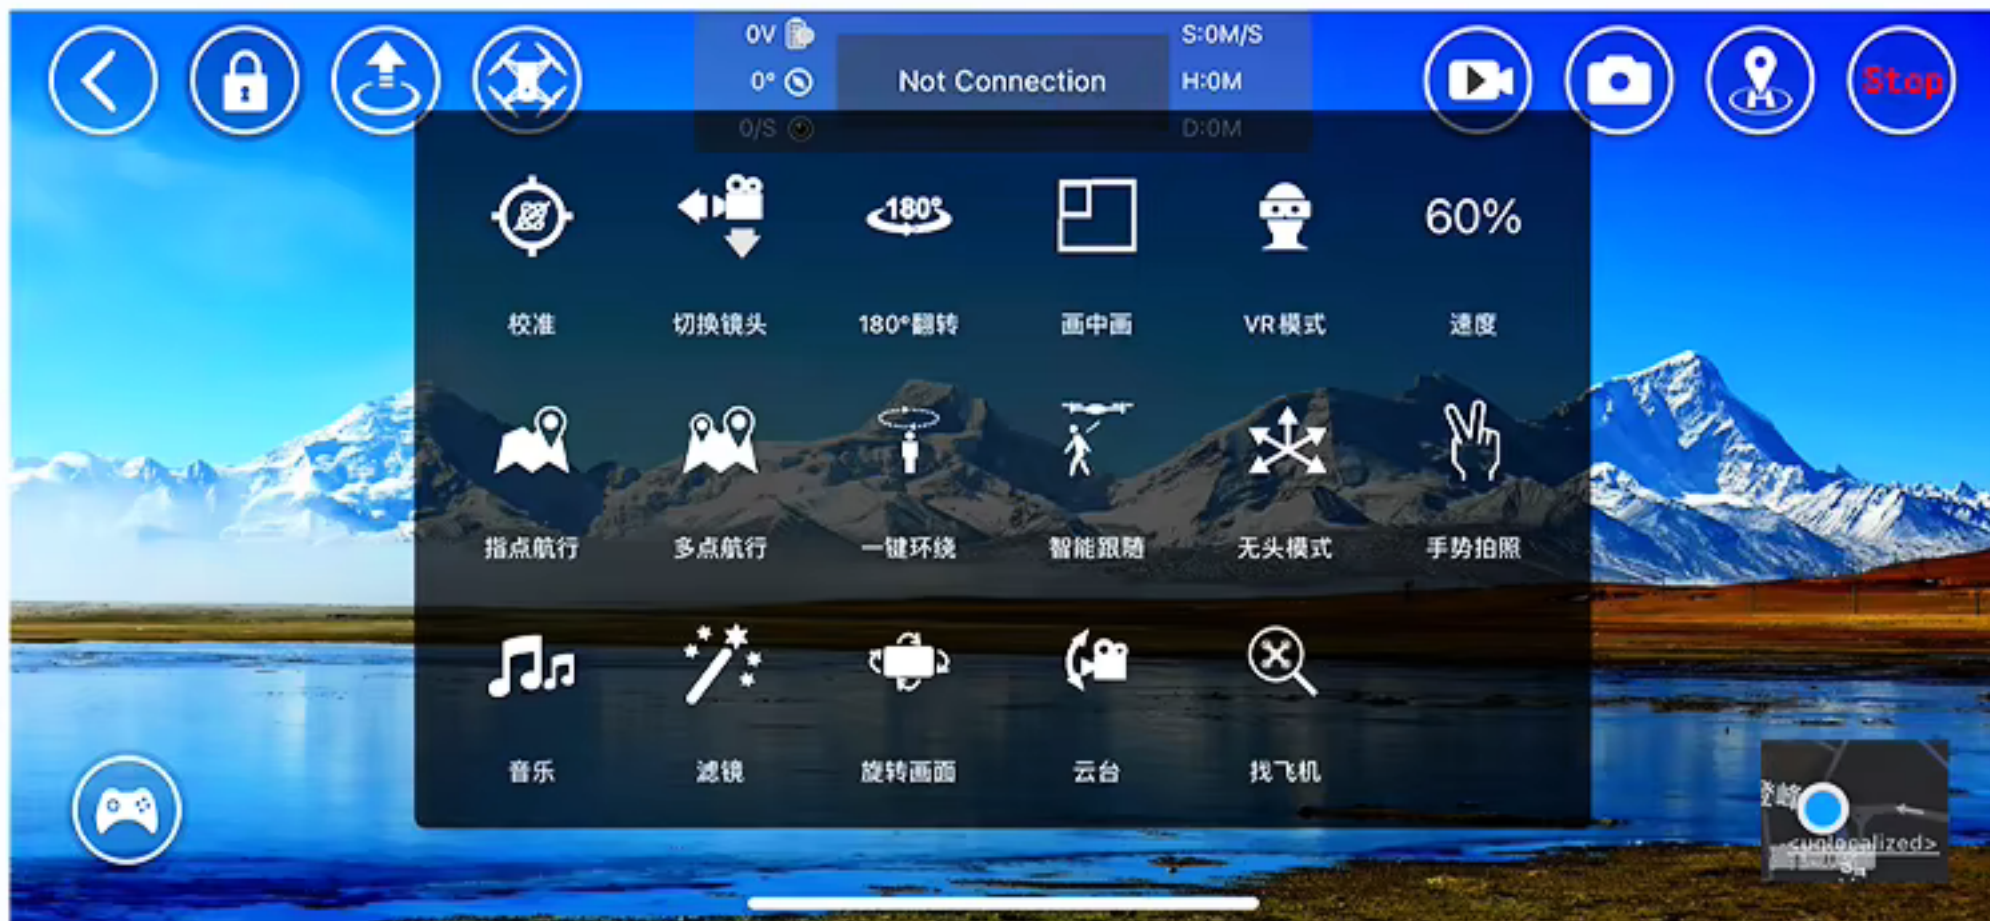 0V
S:0M/S
0°
Not Connection
H:0M
Stop
0/S
D:0M
180°
60%
校准
切换镜头
180°翻转
画中画
VR模式
速度
指点航行
多点航行
一键环绕
智能跟随
无头模式
手势拍照
音乐
滤镜
旋转画面
云台
找飞机
登峰
<unlocalized>